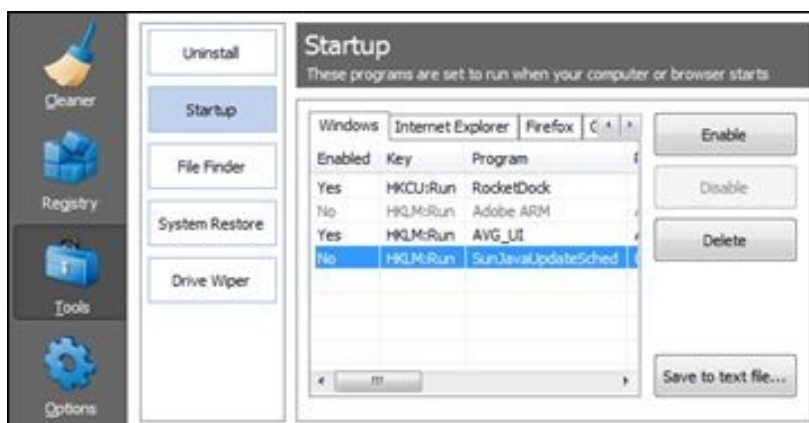 Cleaner
Registry
Tools
Options
Uninstall
Startup
File Finder
System Restore
Drive Wiper
Startup
These programs are set to run when your computer or browser starts
Windows Internet Explorer Firefox
Enabled Key Program
Yes HKCU:Run RocketDock
No HKLM:Run Adobe ARM
Yes HKLM:Run AVG_UI
No HKLM:Run SunJavaUpdateSched
Enable
Disable
Delete
Save to text file...